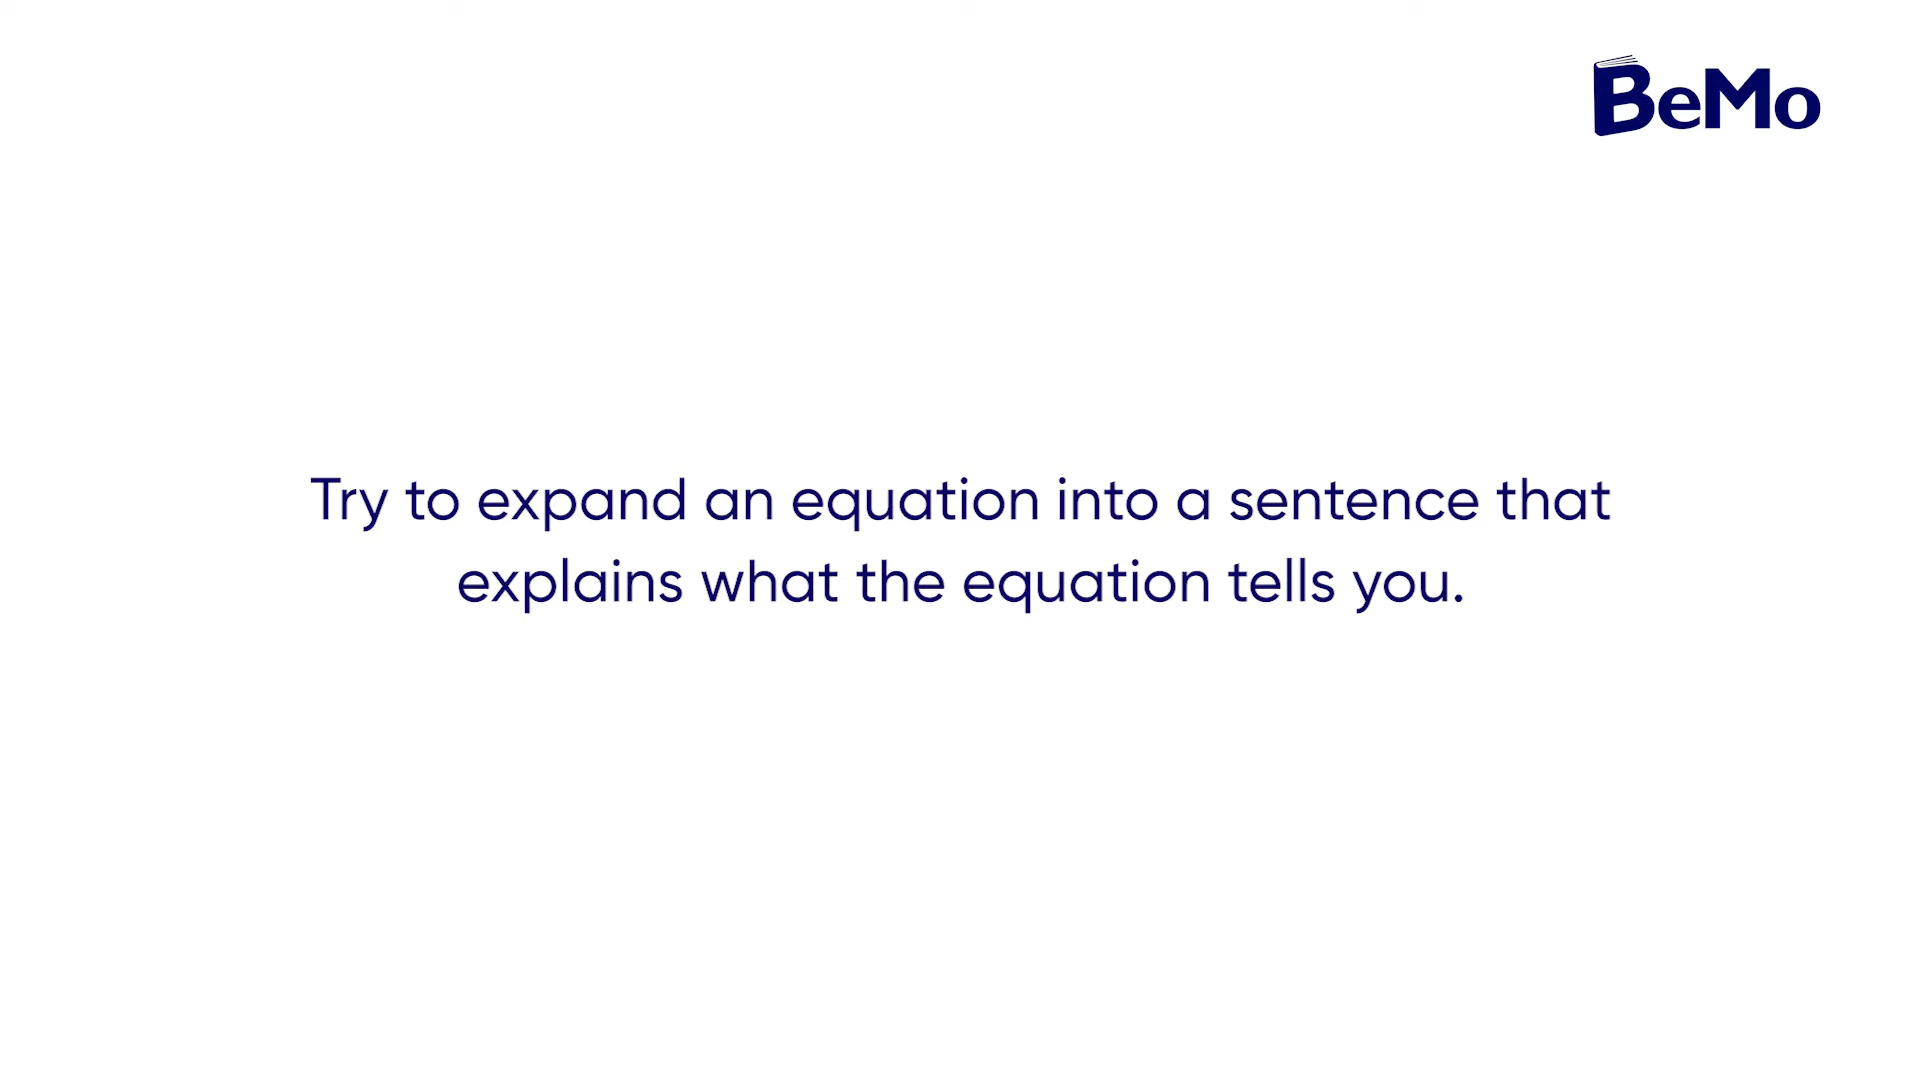 BeMo
Try to expand an equation into a sentence that
explains what the equation tells you.